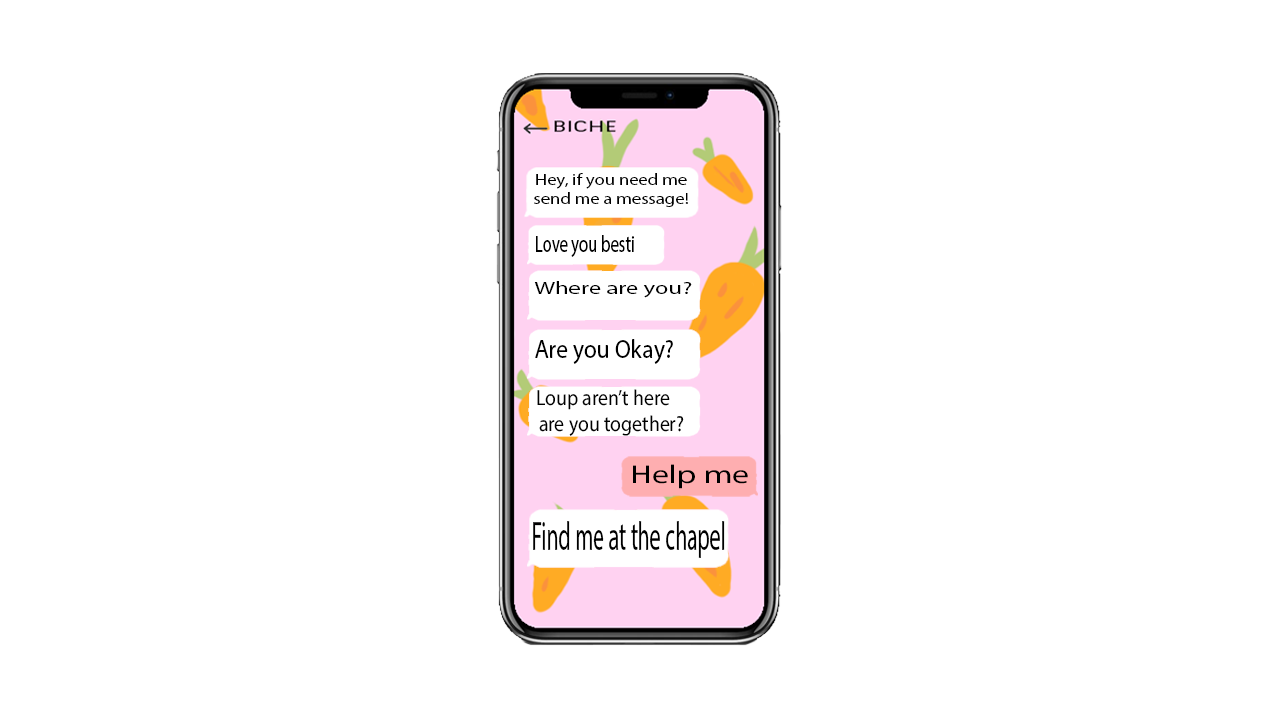 BICHE
Hey, if you need me
send me a message!
Love you besti
Where are you?
Are you Okay?
Loup aren’t here
are you together?
Help me
Find me at the chapel